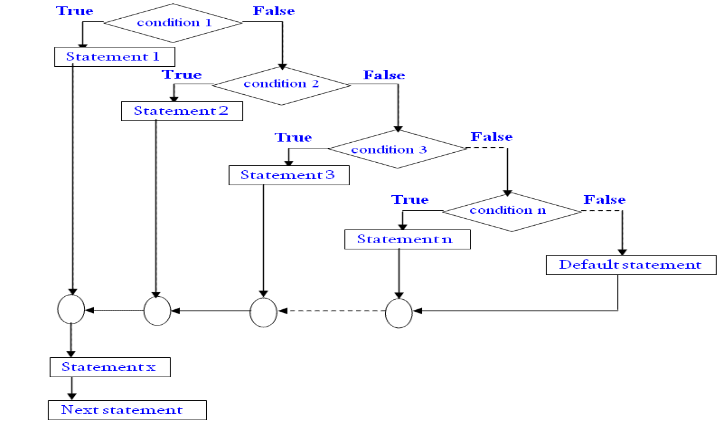 True
False
condition 1
Statement 1
True
False
condition 2
Statement 2
True
False
condition 3
Statement 3
True
False
condition n
Statement n
Default statement
Statement x
Next statement